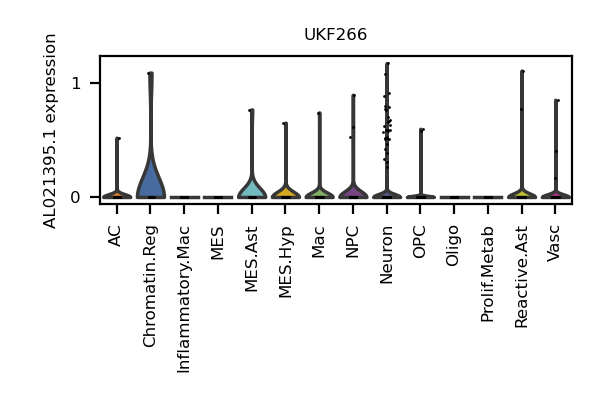 UKF266
AL021395.1 expression
1
0
AC
Chromatin.Reg
Inflammatory.Mac
MES
MES.Ast
MES.Hyp
Mac
NPC
Neuron
OPC
Oligo
Prolif.Metab
Reactive.Ast
Vasc